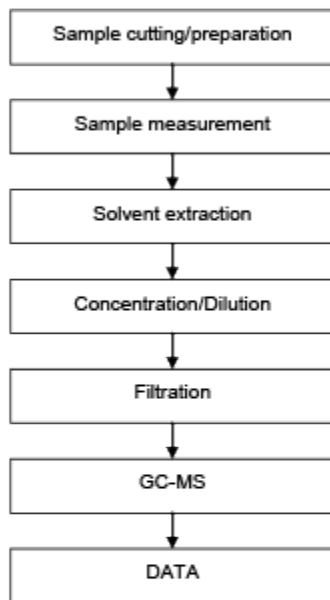 Sample cutting/preparation
Sample measurement
Solvent extraction
Concentration/Dilution
Filtration
GC-MS
DATA